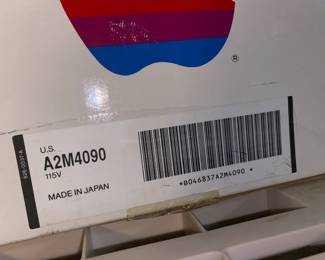 ®
U.S.
A2M4090
115V
MADE IN JAPAN
*B046837A2M4090 *